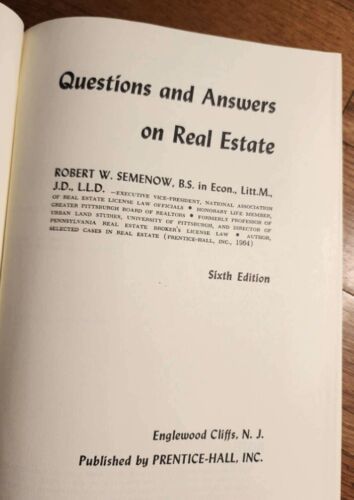 Questions and Answers
on Real Estate
ROBERT W. SEMENOW, B.S. in Econ., Litt.M.,
J.D., L.L.D. —EXECUTIVE VICE-PRESIDENT, NATIONAL ASSOCIATION
OF REAL ESTATE LICENSE LAW OFFICIALS • HONORARY LIFE MEMBER,
GREATER PITTSBURGH BOARD OF REALTORS • FORMERLY PROFESSOR OF
URBAN LAND STUDIES, UNIVERSITY OF PITTSBURGH, AND DIRECTOR OF
PENNSYLVANIA REAL ESTATE BROKER'S LICENSE LAW • AUTHOR,
SELECTED CASES IN REAL ESTATE (PRENTICE-HALL, INC., 1964)
Sixth Edition
Englewood Cliffs, N. J.
Published by PRENTICE-HALL, INC.